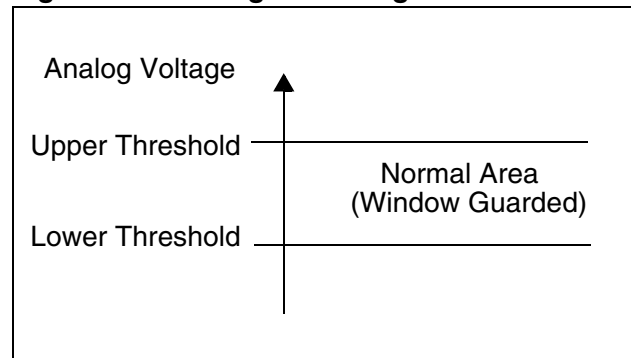 Analog Voltage
Upper Threshold
Normal Area
(Window Guarded)
Lower Threshold